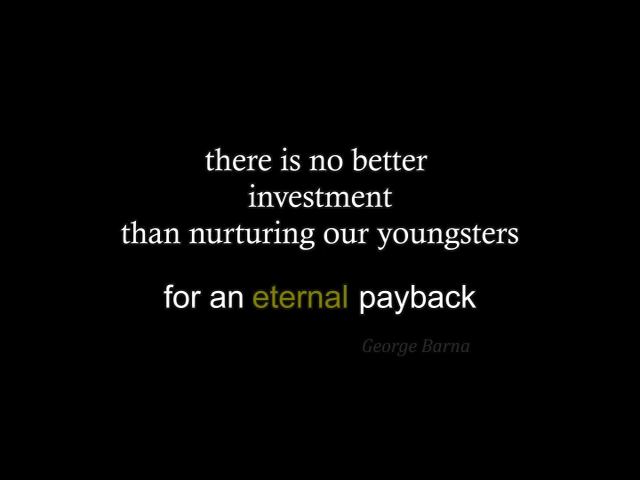 there is no better
investment
than nurturing our youngsters
for an eternal payback
George Barna